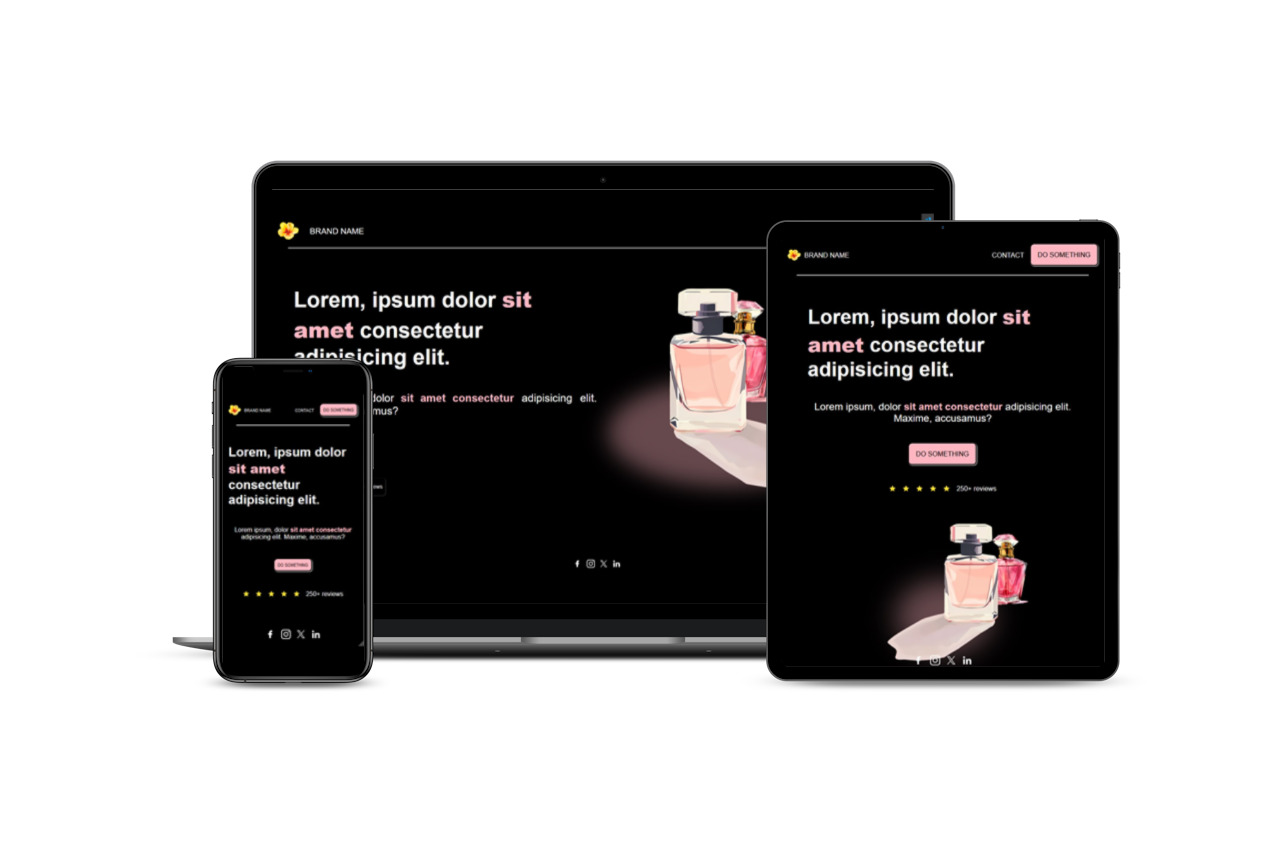 BRAND NAME
Lorem, ipsum dolor sit
amet consectetur
adipisicing elit.
dolor sit amet consectetur adipisicing elit.
mus?
ews
BRAND NAME
CONTACT
DO SOMETHING
Lorem, ipsum dolor
sit amet
consectetur
adipisicing elit.
Lorem ipsum, dolor sit amet consectetur
adipisicing elit. Maxime, accusamus?
DO SOMETHING
★ ★ ★ ★ ★ 250+ reviews
BRAND NAME
CONTACT
DO SOMETHING
Lorem, ipsum dolor sit
amet consectetur
adipisicing elit.
Lorem ipsum, dolor sit amet consectetur adipisicing elit.
Maxime, accusamus?
DO SOMETHING
★ ★ ★ ★ ★ 250+ reviews